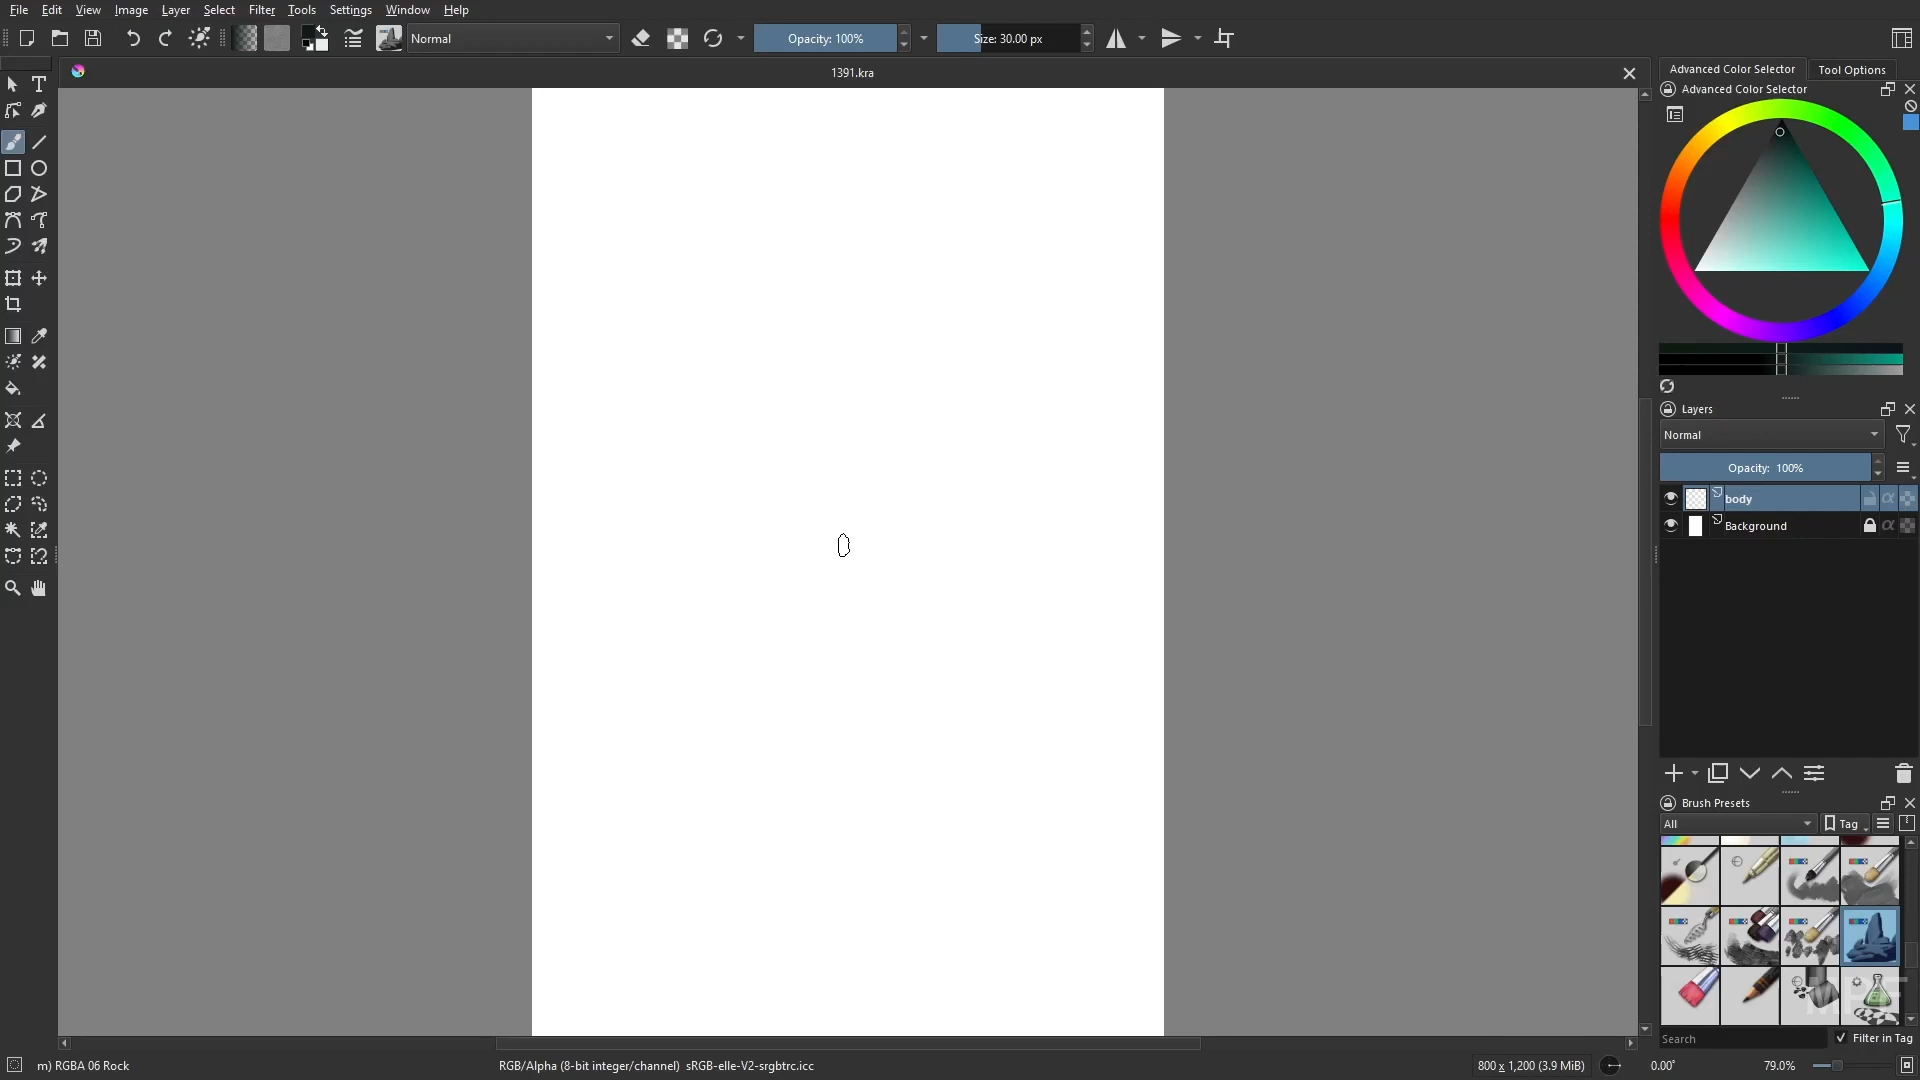 File Edit View Image Layer Select Filter Tools Settings Window Help
Normal Opacity: 100% Size: 30.00 px
1391.kra
Advanced Color Selector Tool Options
Advanced Color Selector
Layers
Normal
Opacity: 100%
body
Background
Brush Presets
All Tag
Search Filter in Tag
m) RGBA 06 Rock RGB/Alpha (8-bit integer/channel) sRGB-elle-V2-srgbtrc.icc 800 x 1,200 (3.9 MiB) 0.00° 79.0%